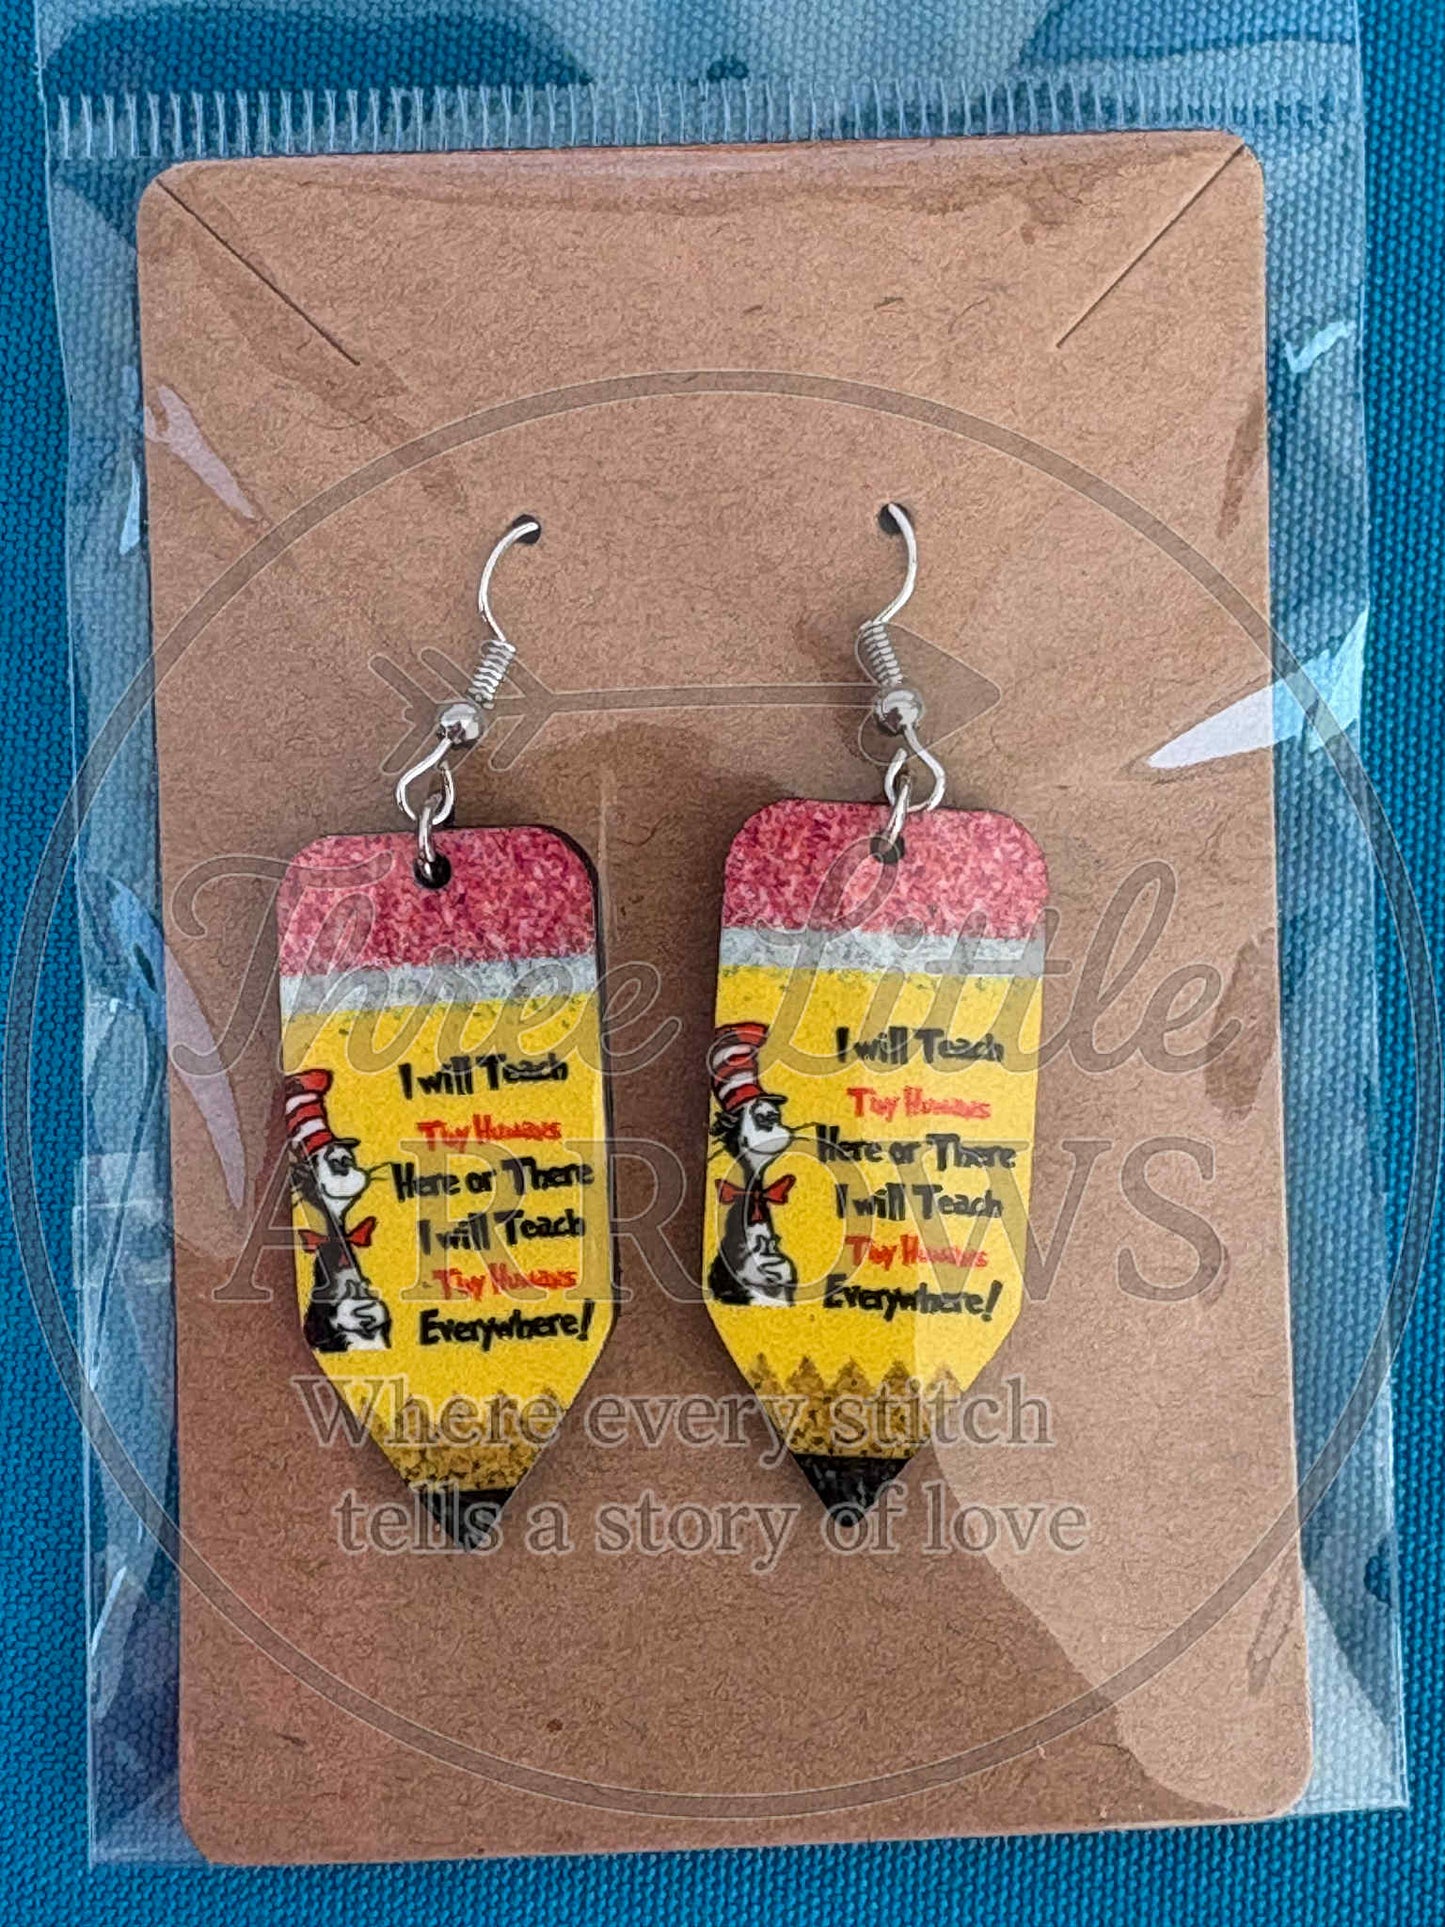 I will Teach
Tiny Humans
Here or There
I will Teach
Tiny Humans
Everywhere!
I will Teach
Tiny Humans
Here or There
I will Teach
Tiny Humans
Everywhere!
Three Little
ARROWS
Where every stitch
tells a story of love